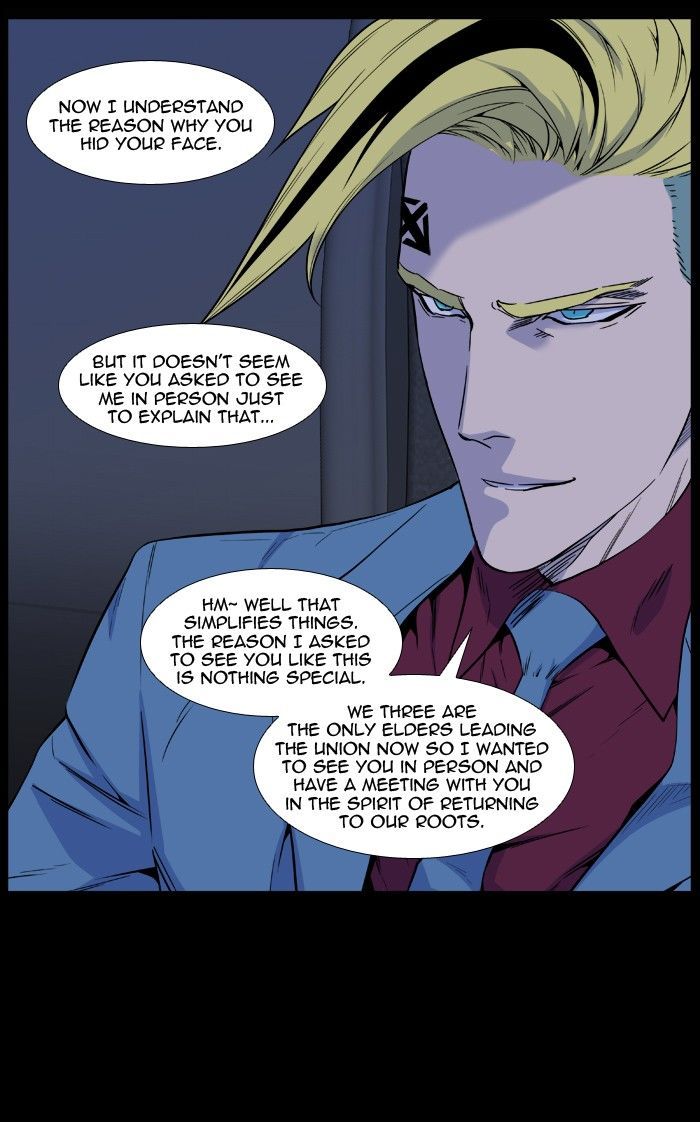 NOW I UNDERSTAND
THE REASON WHY YOU
HID YOUR FACE.
BUT IT DOESN'T SEEM
LIKE YOU ASKED TO SEE
ME IN PERSON JUST
TO EXPLAIN THAT...
HM~ WELL THAT
SIMPLIFIES THINGS.
THE REASON I ASKED
TO SEE YOU LIKE THIS
IS NOTHING SPECIAL.
WE THREE ARE
THE ONLY ELDERS LEADING
THE UNION NOW SO I WANTED
TO SEE YOU IN PERSON AND
HAVE A MEETING WITH YOU
IN THE SPIRIT OF RETURNING
TO OUR ROOTS.